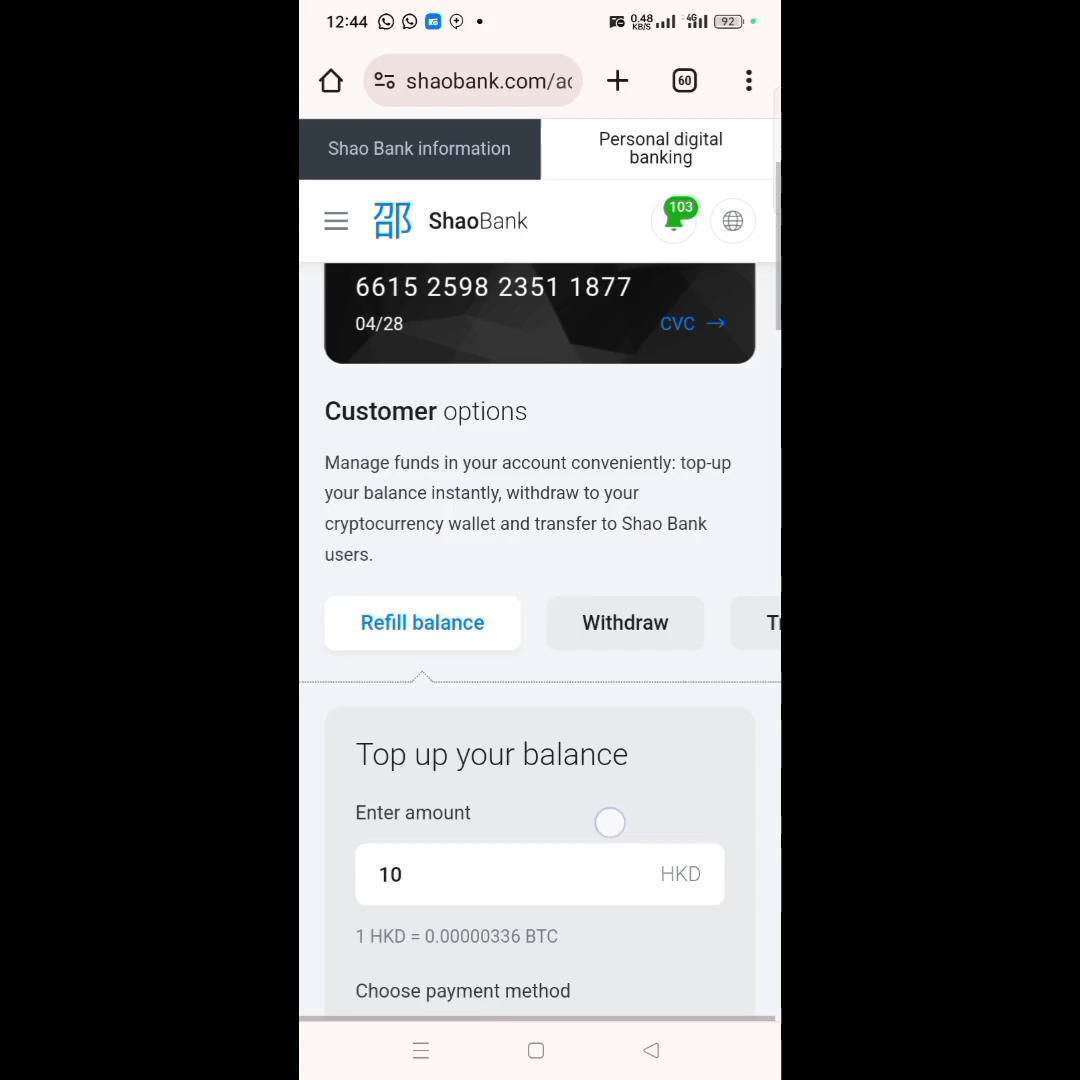 12:44
0.48
KB/S
4G
92
shaobank.com/ac
60
Shao Bank information
Personal digital
banking
邵 ShaoBank
103
6615 2598 2351 1877
04/28
CVC →
Customer options
Manage funds in your account conveniently: top-up
your balance instantly, withdraw to your
cryptocurrency wallet and transfer to Shao Bank
users.
Refill balance
Withdraw
Top up your balance
Enter amount
10
HKD
1 HKD = 0.00000336 BTC
Choose payment method